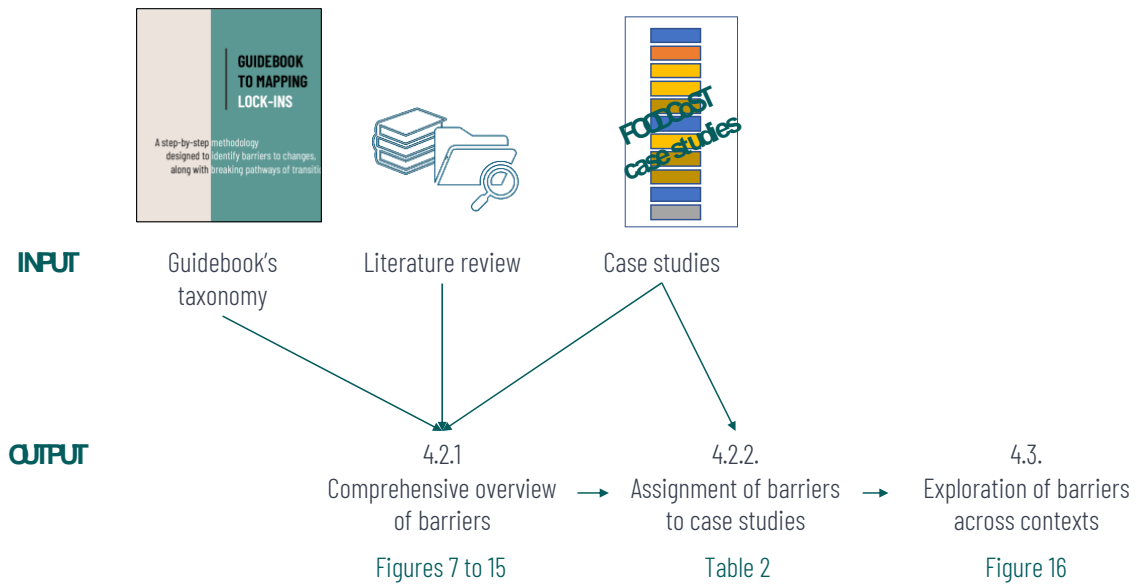 GUIDEBOOK
TO MAPPING
LOCK-INS
A step-by-step methodology
designed to identify barriers to changes,
along with breaking pathways of transitic
FOODCoST
case studies
INPUT
Guidebook's
taxonomy
Literature review
Case studies
OUTPUT
4.2.1
Comprehensive overview
of barriers
Figures 7 to 15
4.2.2.
Assignment of barriers
to case studies
Table 2
4.3.
Exploration of barriers
across contexts
Figure 16